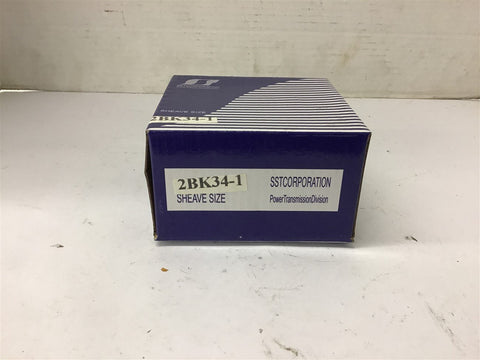 2BK34-1
2BK34-1
SHEAVE SIZE
SSTCORPORATION
PowerTransmissionDivision